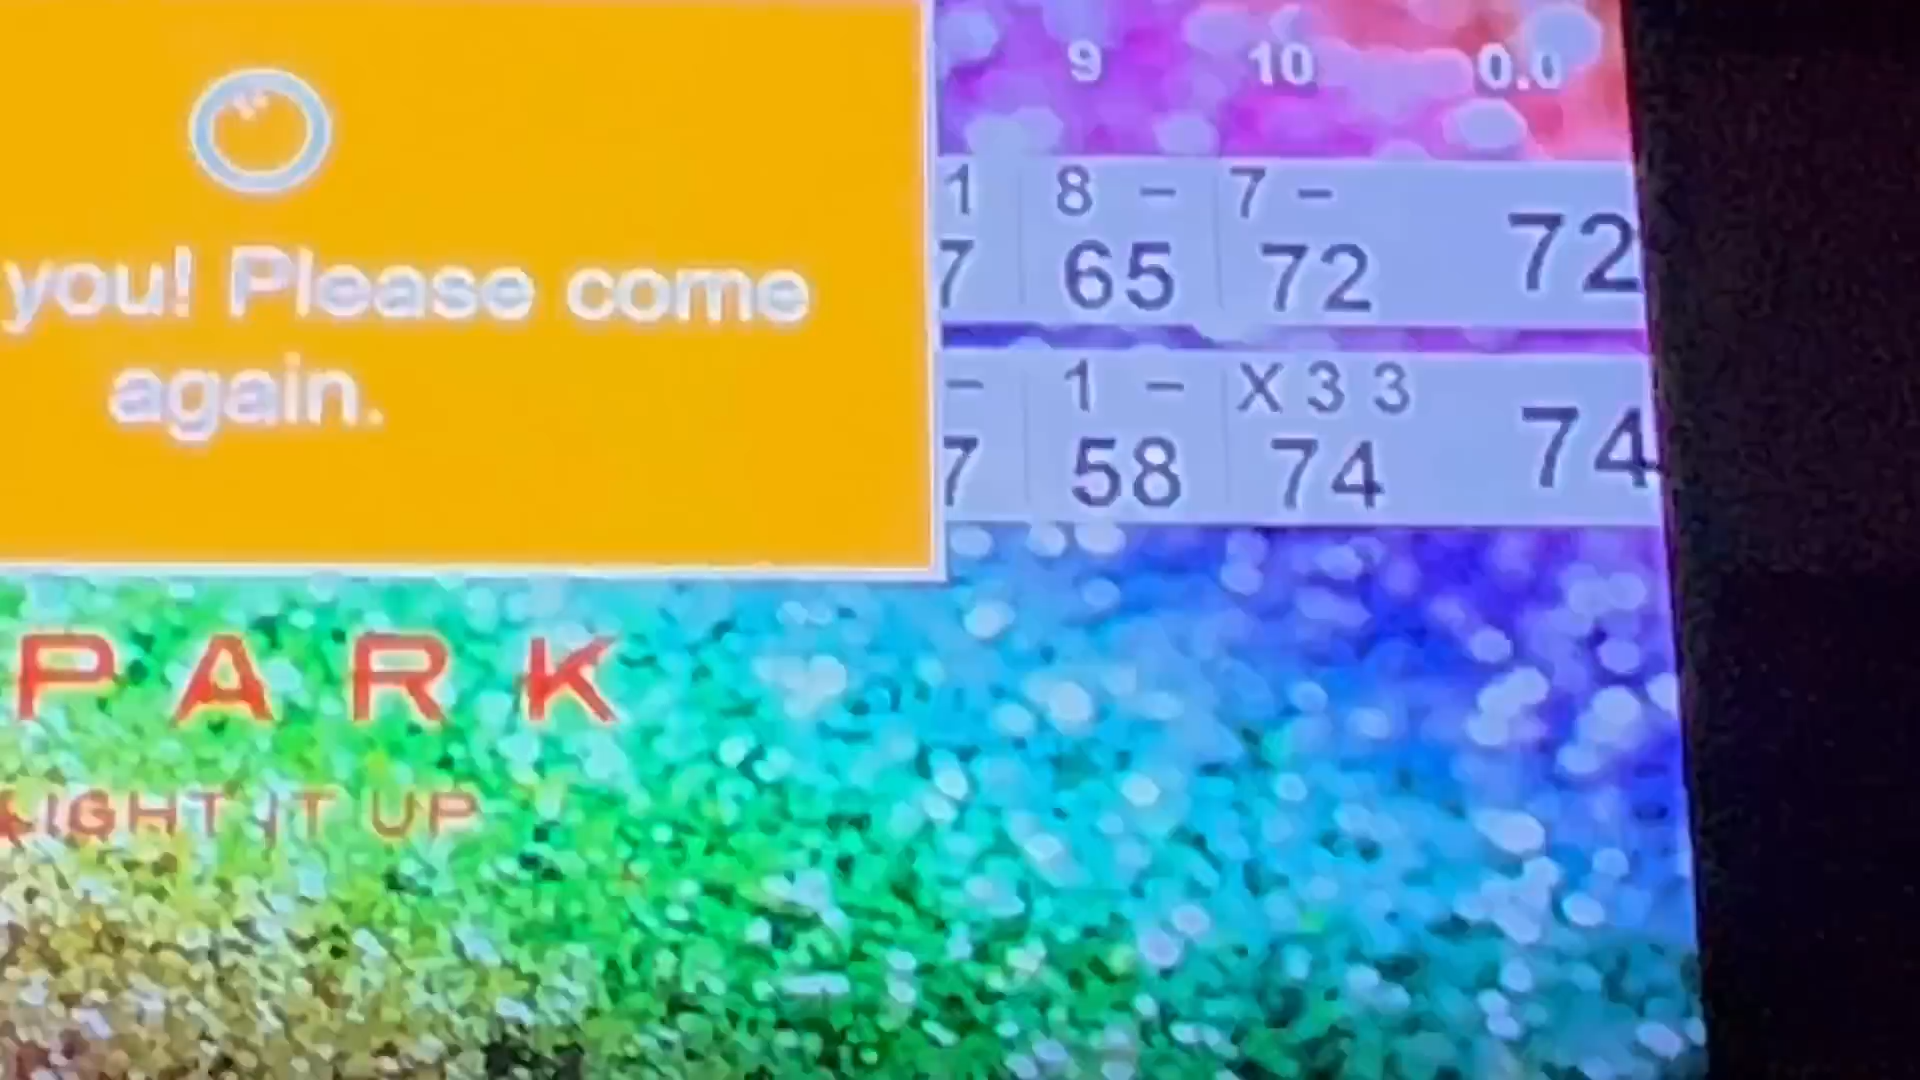 9 10 0.0
1 8 - 7 -
7 65 72 72
you! Please come
again.
- 1 - X 3 3
7 58 74 74
PARK
LIGHT IT UP